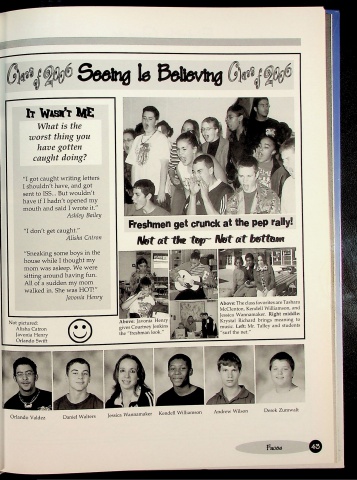 Class of 2006 Seeing Is Believing Class of 2006
It Wasn't Me
What is the
worst thing you
have gotten
caught doing?
"I got caught writing letters
I shouldn't have, and got
sent to ISS... But wouldn't
have if I hadn't opened my
mouth and said I wrote it."
Ashley Bailey
"I don't get caught."
Alisha Catron
"Sneaking some boys in the
house while I thought my
mom was asleep. We were
sitting around having fun.
All of a sudden my mom
walked in. She was HOT!"
Javonia Henry
Not pictured:
Alisha Catron
Javonia Henry
Orlando Swift
Freshmen get crunk at the pep rally!
Not at the top- Not at bottom
Above: Javonia Henry
gives Courtney Jenkins
the "freshman look."
Above: The class favorites are Tashara
McClenton, Kendell Williamson, and
Jessica Wannamaker. Right middle:
Krystal Richard brings meaning to
music. Left: Mr. Talley and students
"surf the net."
Orlando Valdez
Daniel Walters
Jessica Wannamaker
Kendell Williamson
Andrew Wilson
Derek Zumwalt
Faces
43